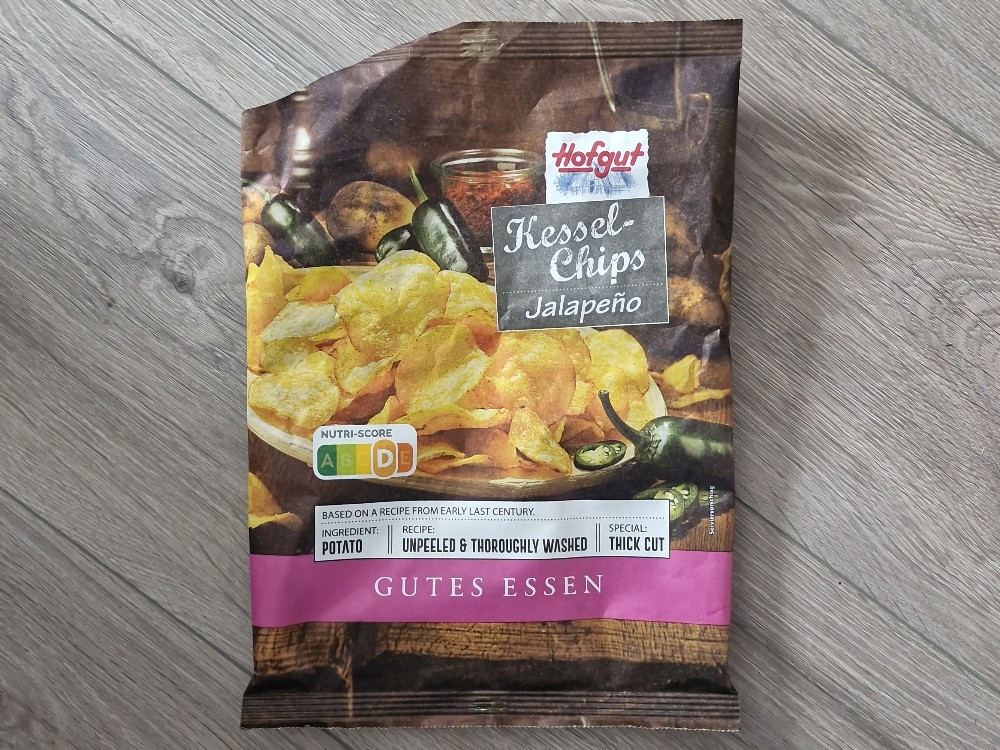 Hofgut
Kessel-
Chips
Jalapeño
NUTRI-SCORE
A B C D E
BASED ON A RECIPE FROM EARLY LAST CENTURY.
INGREDIENT:
POTATO
RECIPE:
UNPEELED & THOROUGHLY WASHED
SPECIAL:
THICK CUT
Serviervorschlag
GUTES ESSEN